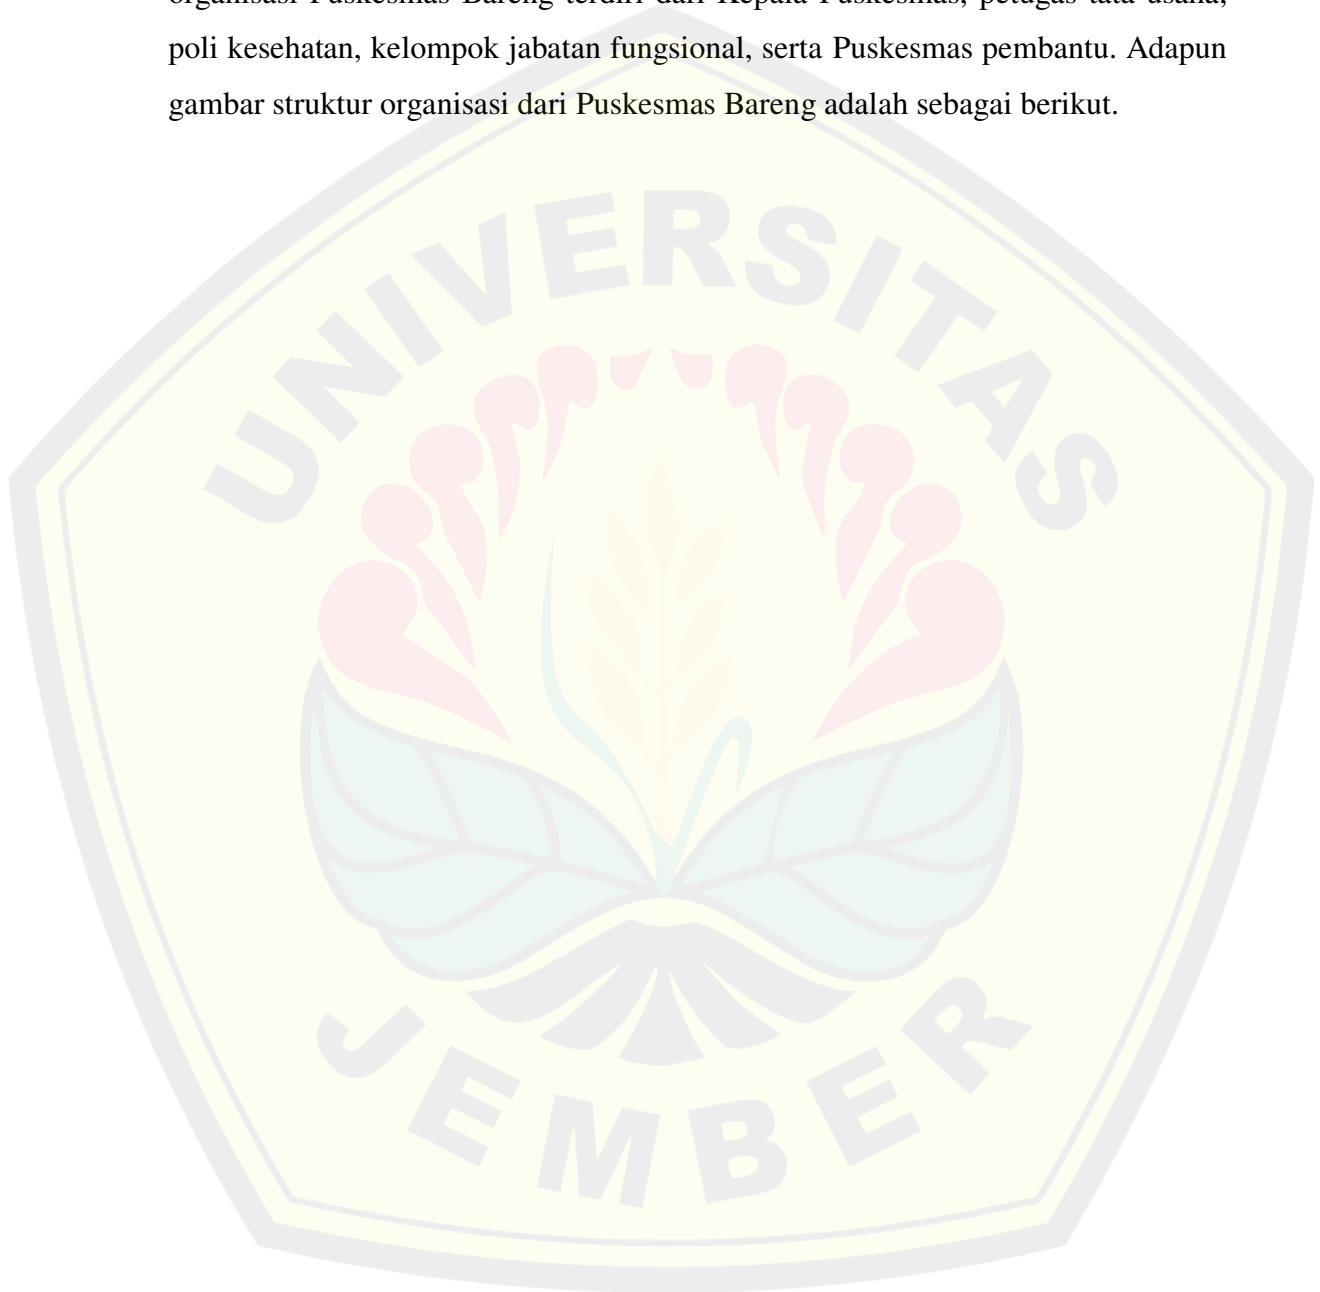 organisasi Puskesmas Bareng terdiri dari Kepala Puskesmas, petugas tata usaha,
poli kesehatan, kelompok jabatan fungsional, serta Puskesmas pembantu. Adapun
gambar struktur organisasi dari Puskesmas Bareng adalah sebagai berikut.
UNIVERSITAS
JEMBER